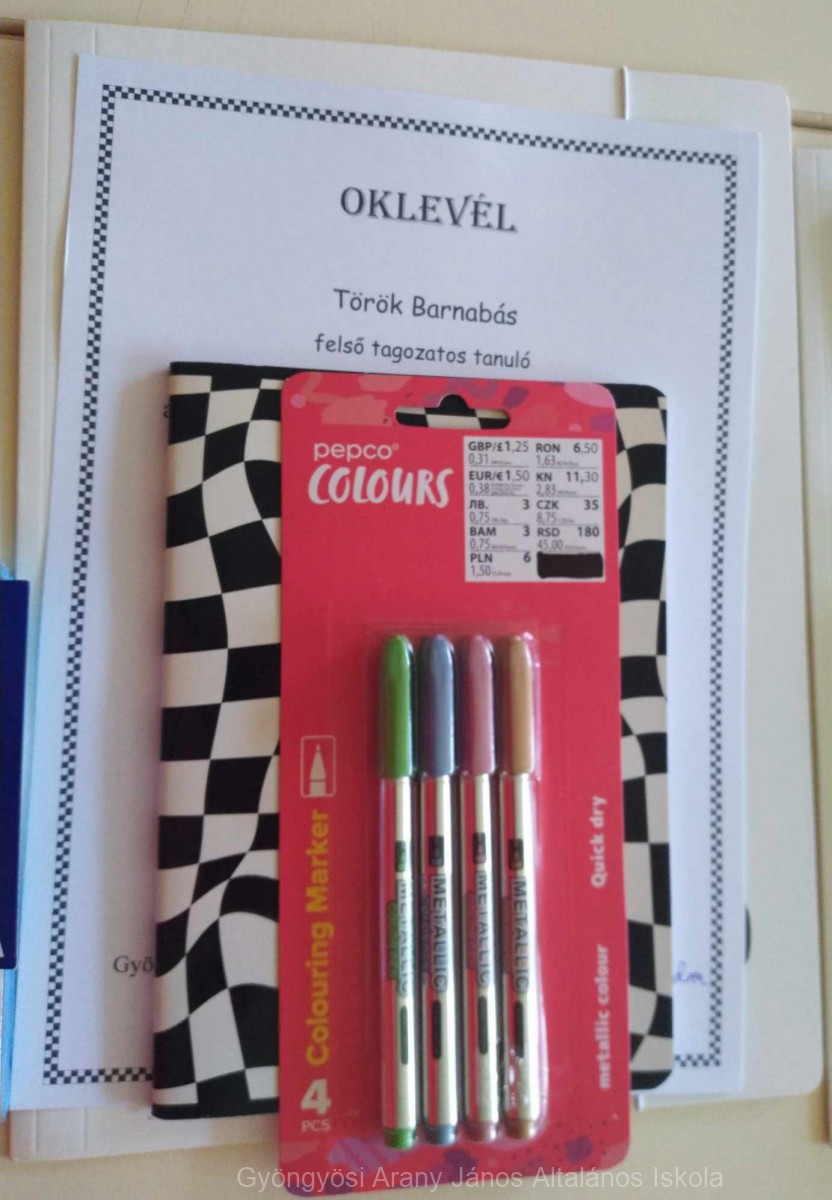 OKLEVÉL
Török Barnabás
felső tagozatos tanuló
pepco®
COLOURS
GBP/£1,25 RON 6,50
0,31 1,63
EUR/€1,50 KN 11,30
0,38 2,83
ЛВ. 3 CZK 35
0,75 8,75
BAM 3 RSD 180
0,75 45,00
PLN 6
1,50
Colouring Marker
4
PCS
METALLIC
METALLIC
METALLIC
METALLIC
Quick dry
metallic colour
Gyö
Gyöngyösi Arany János Általános Iskola